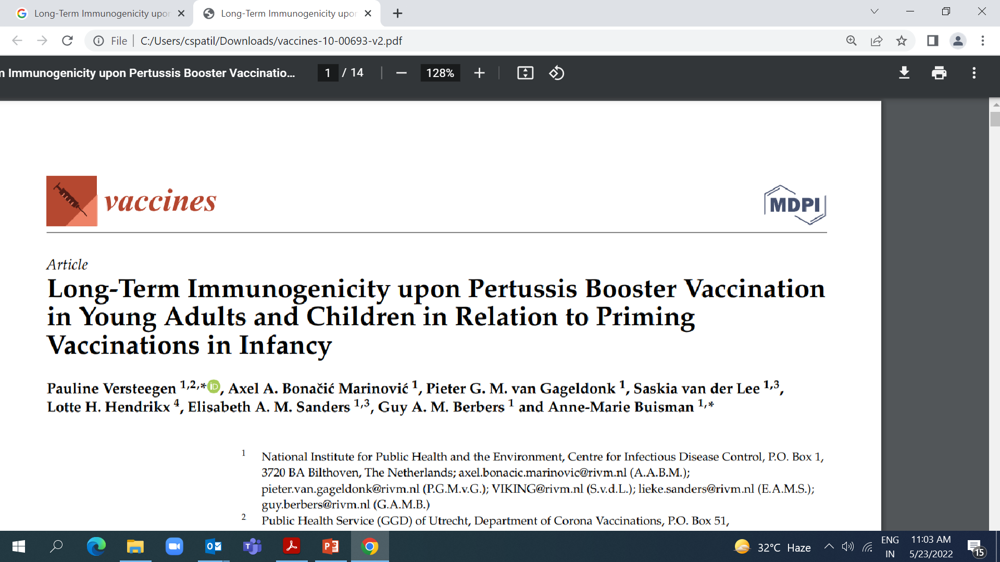 Long-Term Immunogenicity upon
Long-Term Immunogenicity upor
File C:/Users/cspatil/Downloads/vaccines-10-00693-v2.pdf
Immunogenicity upon Pertussis Booster Vaccinatio... 1 / 14 128%
vaccines
MDPI
Article
Long-Term Immunogenicity upon Pertussis Booster Vaccination
in Young Adults and Children in Relation to Priming
Vaccinations in Infancy
Pauline Versteegen 1,2,* iD, Axel A. Bonačić Marinović 1, Pieter G. M. van Gageldonk 1, Saskia van der Lee 1,3,
Lotte H. Hendrikx 4, Elisabeth A. M. Sanders 1,3, Guy A. M. Berbers 1 and Anne-Marie Buisman 1,*
1 National Institute for Public Health and the Environment, Centre for Infectious Disease Control, P.O. Box 1,
3720 BA Bilthoven, The Netherlands; axel.bonacic.marinovic@rivm.nl (A.A.B.M.);
pieter.van.gageldonk@rivm.nl (P.G.M.v.G.); VIKING@rivm.nl (S.v.d.L.); lieke.sanders@rivm.nl (E.A.M.S.);
guy.berbers@rivm.nl (G.A.M.B.)
2 Public Health Service (GGD) of Utrecht, Department of Corona Vaccinations, P.O. Box 51,
32°C Haze
ENG
IN
11:03 AM
5/23/2022
15